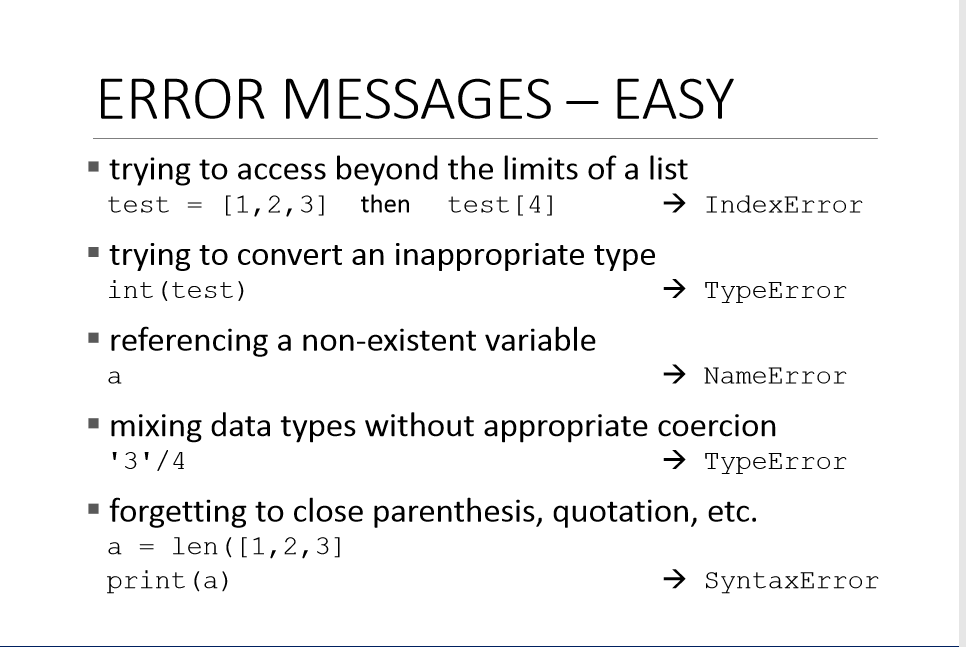 ERROR MESSAGES – EASY
▪ trying to access beyond the limits of a list
test = [1,2,3] then test[4] → IndexError
▪ trying to convert an inappropriate type
int(test) → TypeError
▪ referencing a non-existent variable
a → NameError
▪ mixing data types without appropriate coercion
'3'/4 → TypeError
▪ forgetting to close parenthesis, quotation, etc.
a = len([1,2,3]
print(a) → SyntaxError